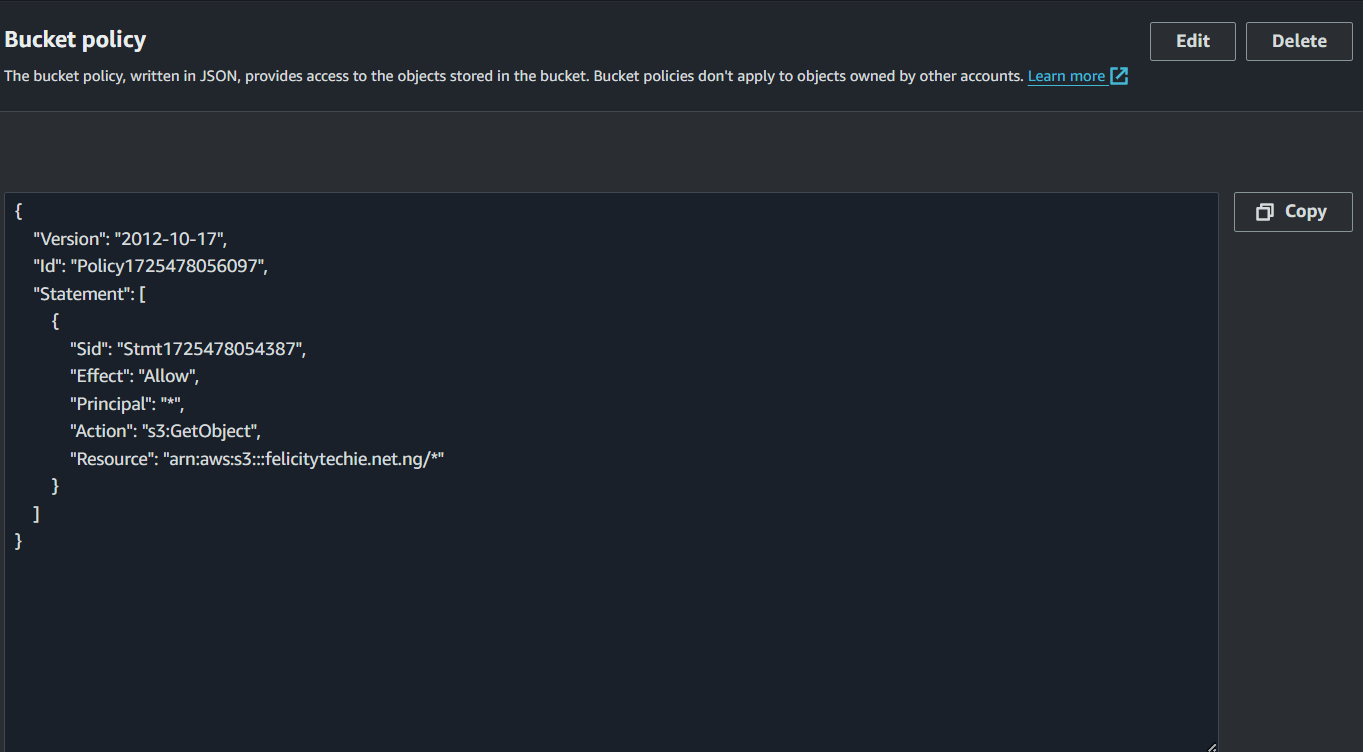 Bucket policy
Edit
Delete
The bucket policy, written in JSON, provides access to the objects stored in the bucket. Bucket policies don't apply to objects owned by other accounts. Learn more
Copy
{
"Version": "2012-10-17",
"Id": "Policy1725478056097",
"Statement": [
{
"Sid": "Stmt1725478054387",
"Effect": "Allow",
"Principal": "*",
"Action": "s3:GetObject",
"Resource": "arn:aws:s3:::felicitytechie.net.ng/*"
}
]
}